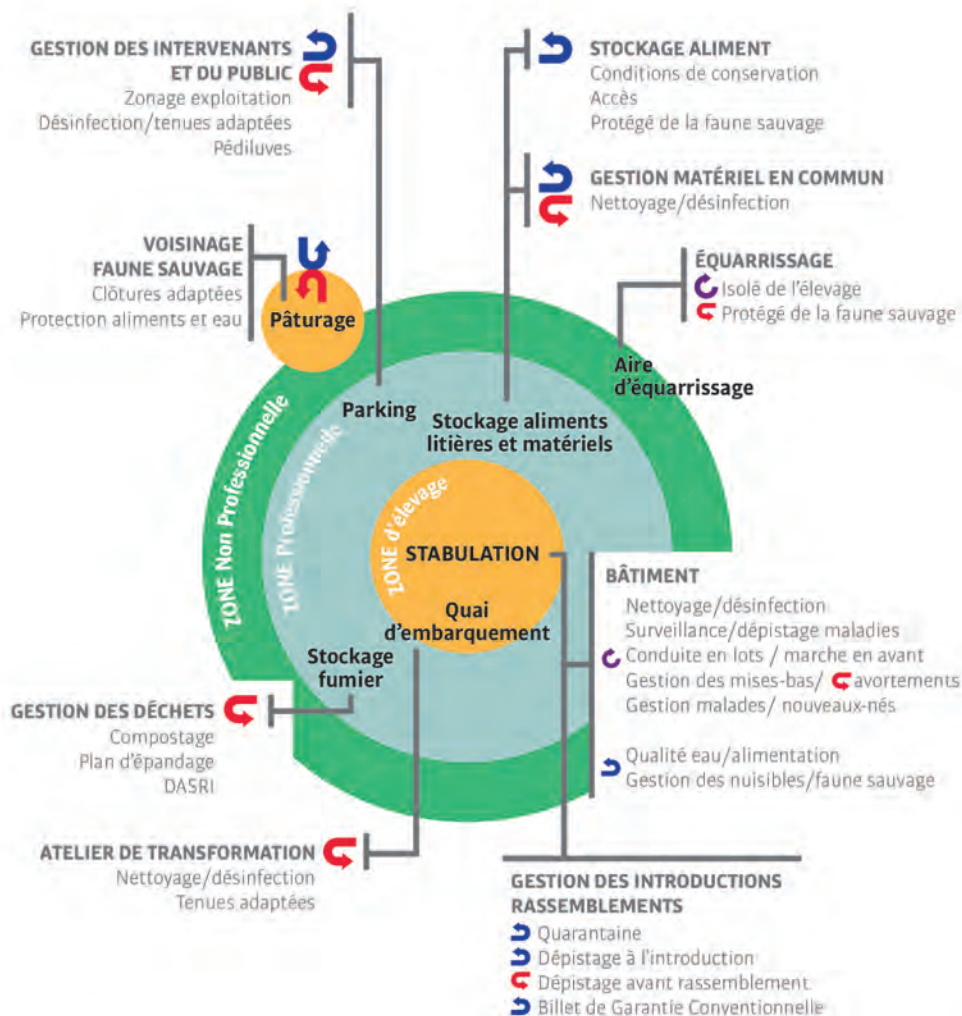 GESTION DES INTERVENANTS
ET DU PUBLIC
Zonage exploitation
Désinfection/tenues adaptées
Pédiluves
STOCKAGE ALIMENT
Conditions de conservation
Accès
Protégé de la faune sauvage
GESTION MATÉRIEL EN COMMUN
Nettoyage/désinfection
VOISINAGE
FAUNE SAUVAGE
Clôtures adaptées
Protection aliments et eau
Pâturage
ÉQUARRISSAGE
Isolé de l'élevage
Protégé de la faune sauvage
Aire
d'équarrissage
Parking
Stockage aliments
litières et matériels
ZONE Non Professionnelle
ZONE Professionnelle
ZONE d'élevage
STABULATION
Quai
d'embarquement
Stockage
fumier
BÂTIMENT
Nettoyage/désinfection
Surveillance/dépistage maladies
Conduite en lots / marche en avant
Gestion des mises-bas/ avortements
Gestion malades/ nouveaux-nés
Qualité eau/alimentation
Gestion des nuisibles/faune sauvage
GESTION DES DÉCHETS
Compostage
Plan d'épandage
DASRI
ATELIER DE TRANSFORMATION
Nettoyage/désinfection
Tenues adaptées
GESTION DES INTRODUCTIONS
RASSEMBLEMENTS
Quarantaine
Dépistage à l'introduction
Dépistage avant rassemblement
Billet de Garantie Conventionnelle